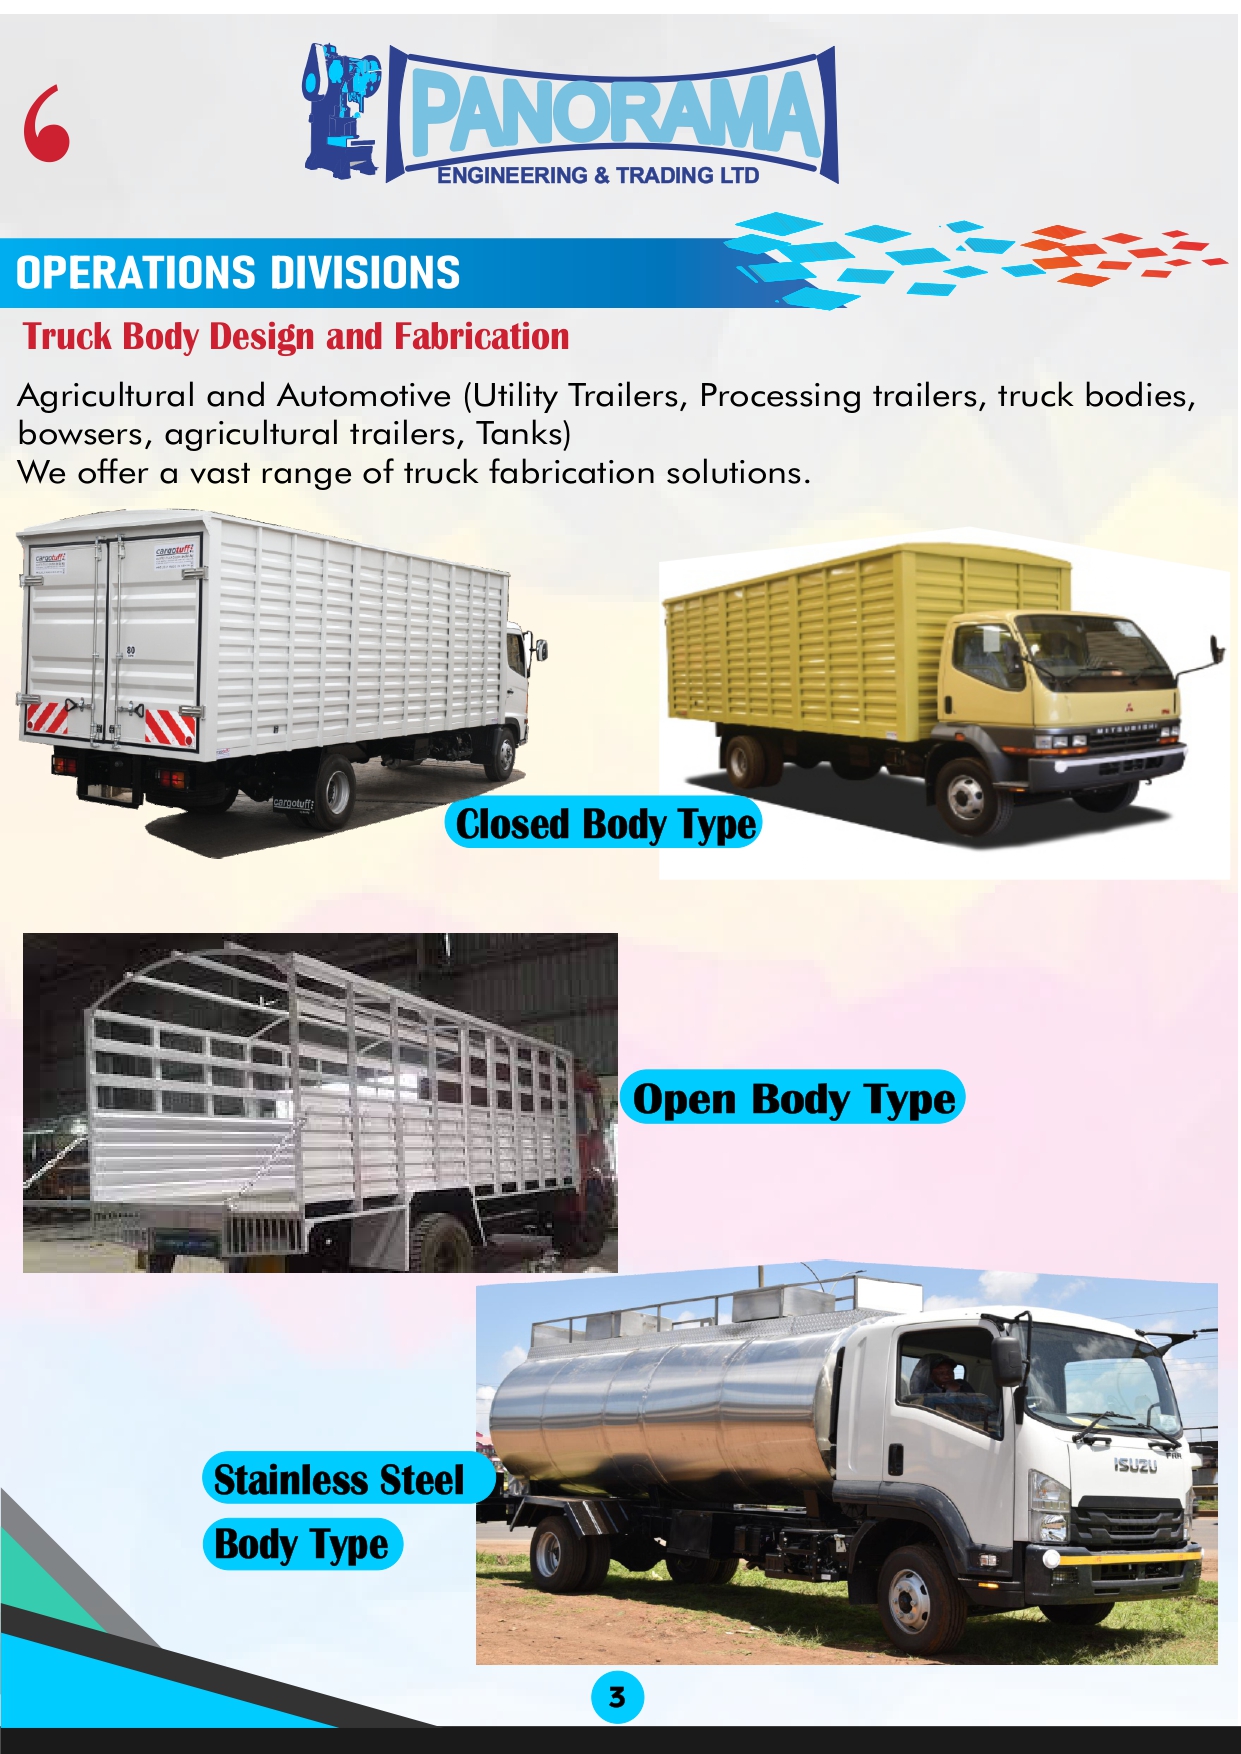 PANORAMA
ENGINEERING & TRADING LTD
OPERATIONS DIVISIONS
Truck Body Design and Fabrication
Agricultural and Automotive (Utility Trailers, Processing trailers, truck bodies,
bowsers, agricultural trailers, Tanks)
We offer a vast range of truck fabrication solutions.
cargotuff
cargotuff
80
cargotuff
MITSUBISHI
Closed Body Type
Open Body Type
ISUZU
FRR
Stainless Steel
Body Type
3